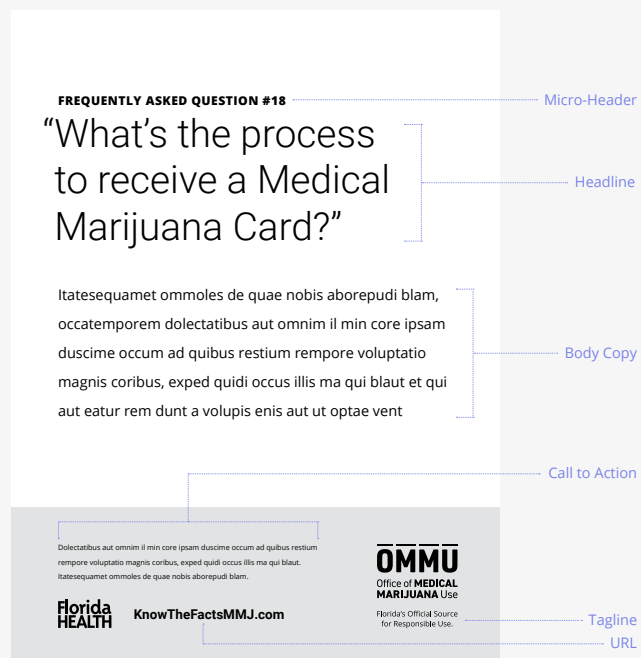 FREQUENTLY ASKED QUESTION #18
Micro-Header
“What’s the process
to receive a Medical
Marijuana Card?”
Headline
Itatesequamet ommoles de quae nobis aborepudi blam,
occatemporem dolectatibus aut omnim il min core ipsam
duscime occum ad quibus restium rempore voluptatio
magnis coribus, exped quidi occus illis ma qui blaut et qui
aut eatur rem dunt a volupis enis aut ut optae vent
Body Copy
Call to Action
Dolectatibus aut omnim il min core ipsam duscime occum ad quibus restium
rempore voluptatio magnis coribus, exped quidi occus illis ma qui blaut.
Itatesequamet ommoles de quae nobis aborepudi blam.
Florida
HEALTH
KnowTheFactsMMJ.com
OMMU
Office of MEDICAL
MARIJUANA Use
Florida’s Official Source
for Responsible Use.
Tagline
URL